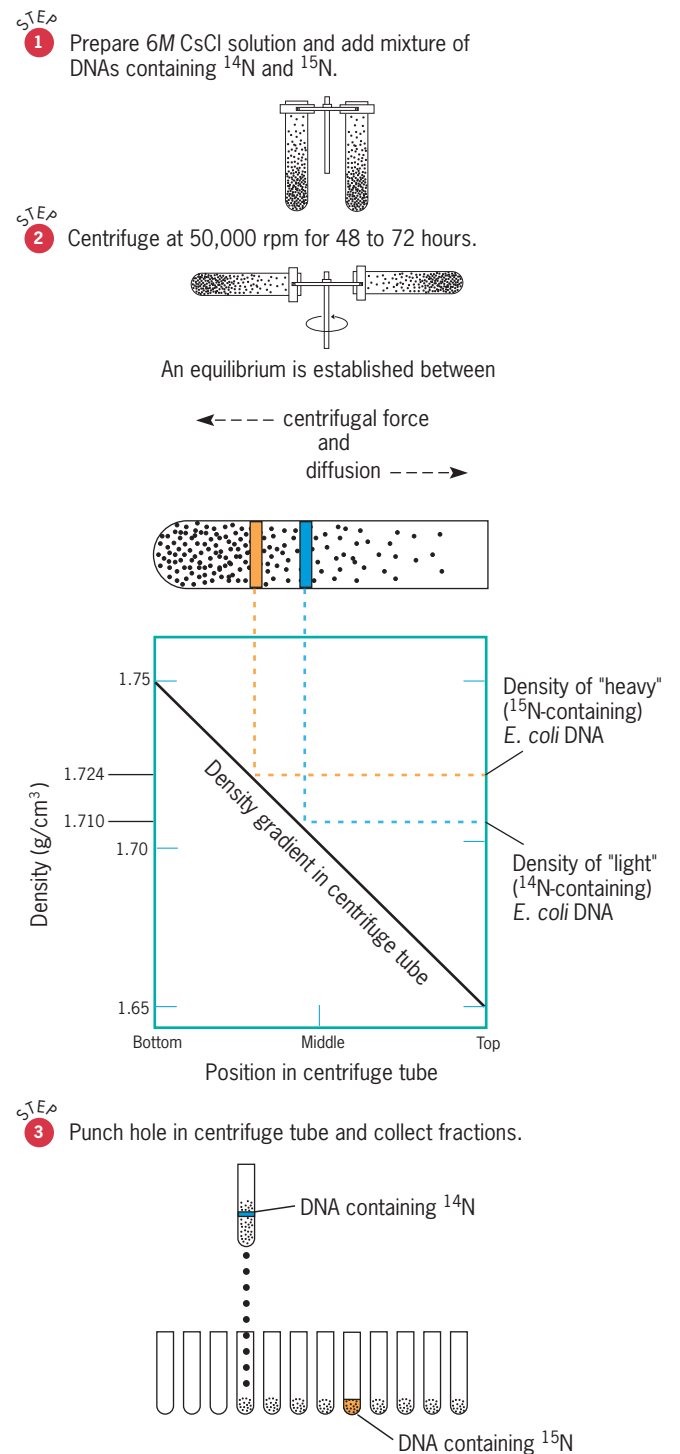 STEP
1 Prepare 6M CsCl solution and add mixture of
DNAs containing ¹⁴N and ¹⁵N.
STEP
2 Centrifuge at 50,000 rpm for 48 to 72 hours.
An equilibrium is established between
centrifugal force
and
diffusion
1.75
1.724
1.710
1.70
1.65
Density (g/cm³)
Density gradient in centrifuge tube
Density of "heavy"
(¹⁵N-containing)
E. coli DNA
Density of "light"
(¹⁴N-containing)
E. coli DNA
Bottom Middle Top
Position in centrifuge tube
STEP
3 Punch hole in centrifuge tube and collect fractions.
DNA containing ¹⁴N
DNA containing ¹⁵N